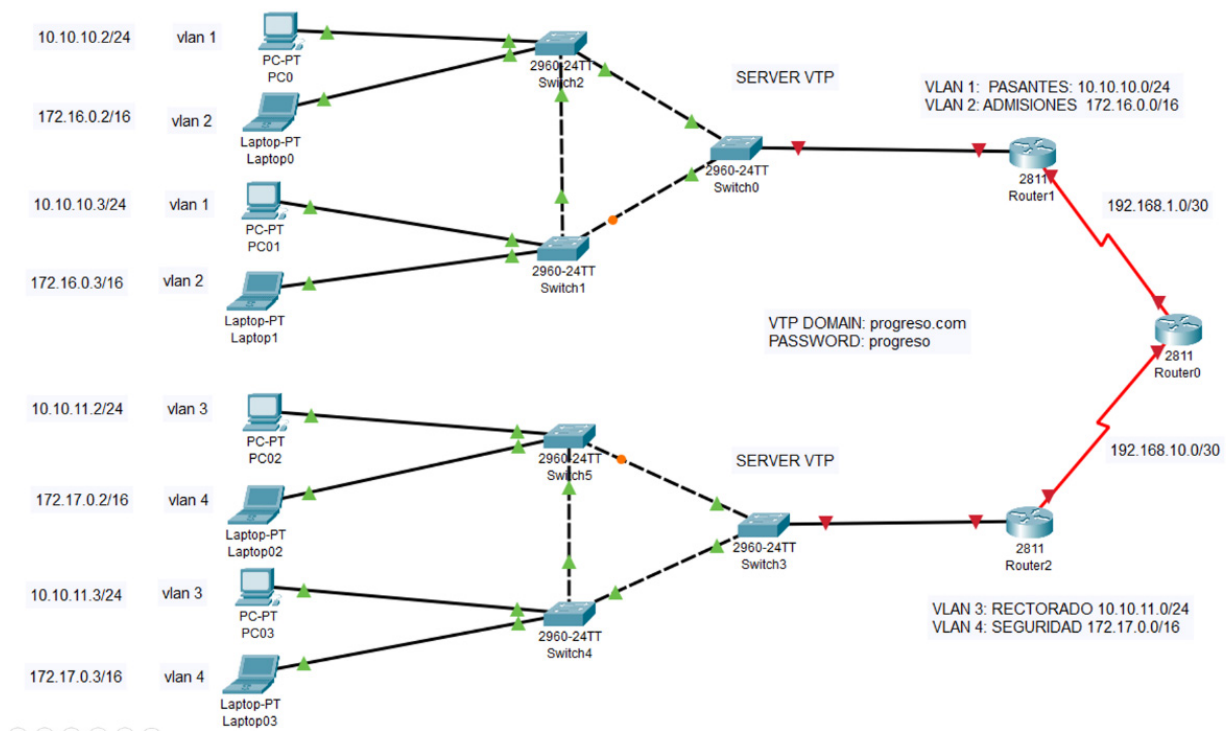 10.10.10.2/24
vlan 1
PC-PT
PC0
2960-24TT
Switch2
SERVER VTP
VLAN 1: PASANTES: 10.10.10.0/24
VLAN 2: ADMISIONES 172.16.0.0/16
172.16.0.2/16
vlan 2
Laptop-PT
Laptop0
2960-24TT
Switch0
2811
Router1
10.10.10.3/24
vlan 1
PC-PT
PC01
192.168.1.0/30
172.16.0.3/16
vlan 2
2960-24TT
Switch1
Laptop-PT
Laptop1
VTP DOMAIN: progreso.com
PASSWORD: progreso
2811
Router0
10.10.11.2/24
vlan 3
PC-PT
PC02
2960-24TT
Switch5
SERVER VTP
192.168.10.0/30
172.17.0.2/16
vlan 4
Laptop-PT
Laptop02
2960-24TT
Switch3
2811
Router2
10.10.11.3/24
vlan 3
PC-PT
PC03
2960-24TT
Switch4
VLAN 3: RECTORADO 10.10.11.0/24
VLAN 4: SEGURIDAD 172.17.0.0/16
172.17.0.3/16
vlan 4
Laptop-PT
Laptop03